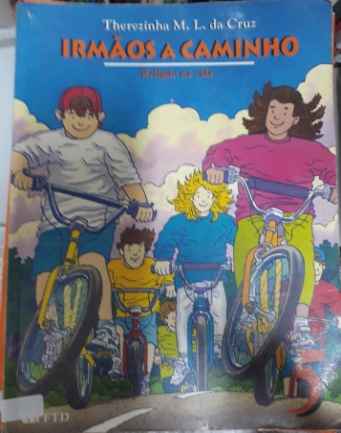 Therezinha M. L. da Cruz
IRMÃOS A CAMINHO
Religião na vida
5
FTD